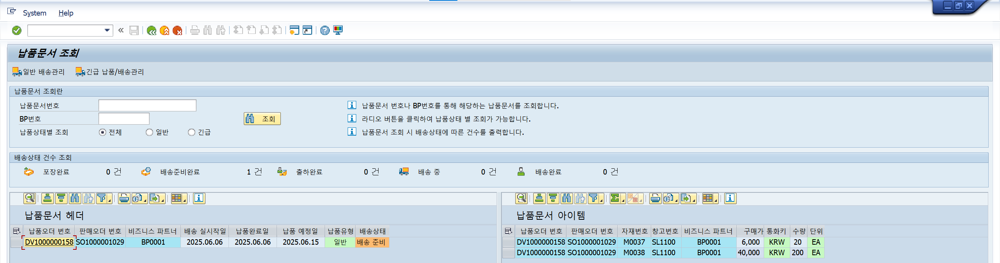 System Help
납품문서 조회
일반 배송관리 긴급 납품/배송관리
납품문서 조회란
납품문서번호
납품문서 번호나 BP번호를 통해 해당하는 납품문서를 조회합니다.
BP번호
조회
라디오 버튼을 클릭하여 납품상태 별 조회가 가능합니다.
납품상태별 조회 전체 일반 긴급
납품문서 조회 시 배송상태에 따른 건수를 출력합니다.
배송상태 건수 조회
포장완료 0 건 배송준비완료 1 건 출하완료 0 건 배송 중 0 건 배송완료 0 건
납품문서 헤더
납품오더 번호 판매오더 번호 비즈니스 파트너 배송 실시작일 납품완료일 납품 예정일 납품유형 배송상태
DV1000000158 SO1000001029 BP0001 2025.06.06 2025.06.06 2025.06.15 일반 배송 준비
납품문서 아이템
납품오더 번호 판매오더 번호 자재번호 창고번호 비즈니스 파트너 구매가 통화키 수량 단위
DV1000000158 SO1000001029 M0037 SL1100 BP0001 6,000 KRW 20 EA
DV1000000158 SO1000001029 M0038 SL1100 BP0001 40,000 KRW 200 EA